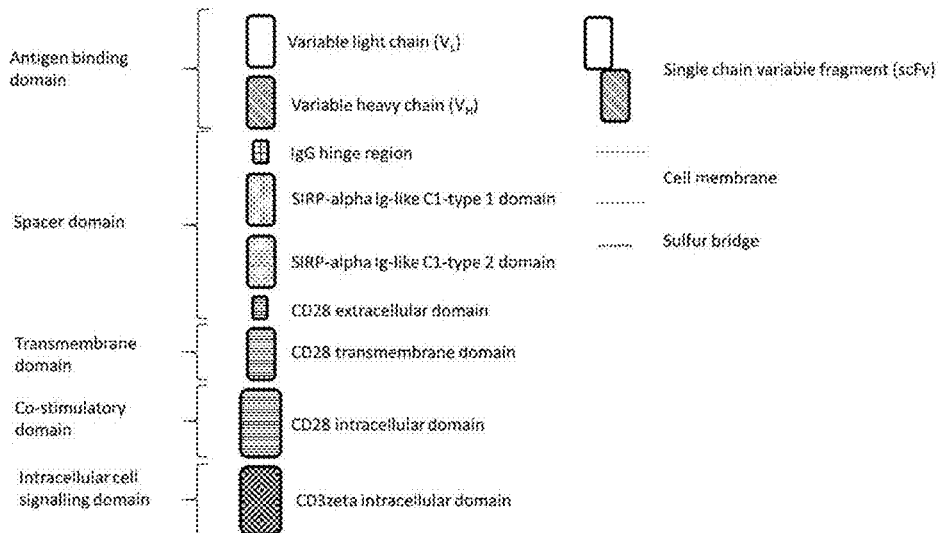 Antigen binding
domain
Variable light chain (VL)
Variable heavy chain (VH)
Spacer domain
IgG hinge region
SIRP-alpha Ig-like C1-type 1 domain
SIRP-alpha Ig-like C1-type 2 domain
CD28 extracellular domain
Transmembrane
domain
CD28 transmembrane domain
Co-stimulatory
domain
CD28 intracellular domain
Intracellular cell
signalling domain
CD3zeta intracellular domain
Single chain variable fragment (scFv)
Cell membrane
Sulfur bridge